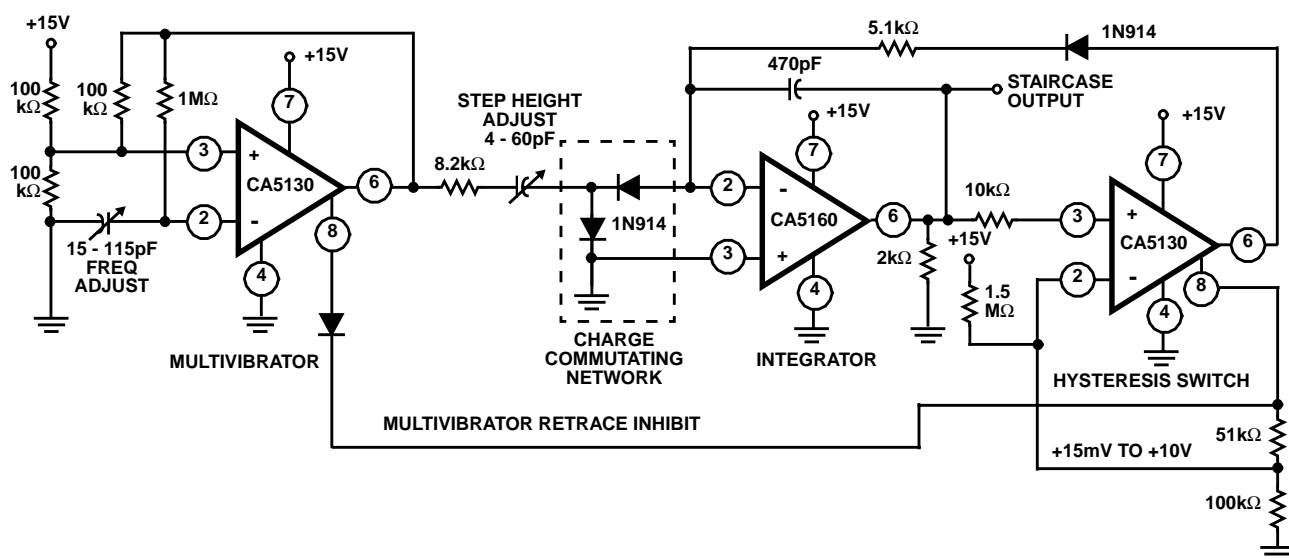 +15V
100
kΩ
100
kΩ
1MΩ
+15V
7
3
+
CA5130
6
2
-
8
4
100
kΩ
15 - 115pF
FREQ
ADJUST
MULTIVIBRATOR
STEP HEIGHT
ADJUST
4 - 60pF
8.2kΩ
1N914
CHARGE
COMMUTATING
NETWORK
5.1kΩ
1N914
470pF
STAIRCASE
OUTPUT
+15V
7
2
-
CA5160
6
3
+
4
INTEGRATOR
2kΩ
10kΩ
+15V
1.5
MΩ
+15V
7
3
+
CA5130
6
2
-
8
4
HYSTERESIS SWITCH
MULTIVIBRATOR RETRACE INHIBIT
51kΩ
+15mV TO +10V
100kΩ